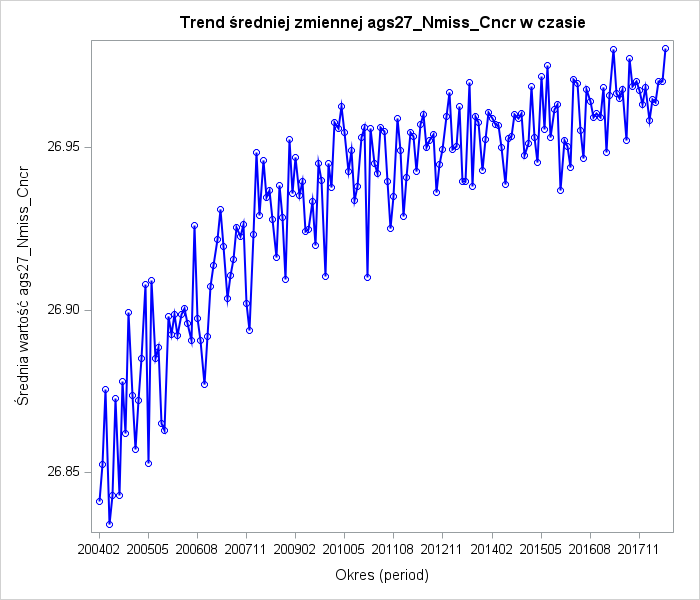 Trend średniej zmiennej ags27_Nmiss_Cncr w czasie
Średnia wartość ags27_Nmiss_Cncr
26.95
26.90
26.85
200402 200505 200608 200711 200902 201005 201108 201211 201402 201505 201608 201711
Okres (period)